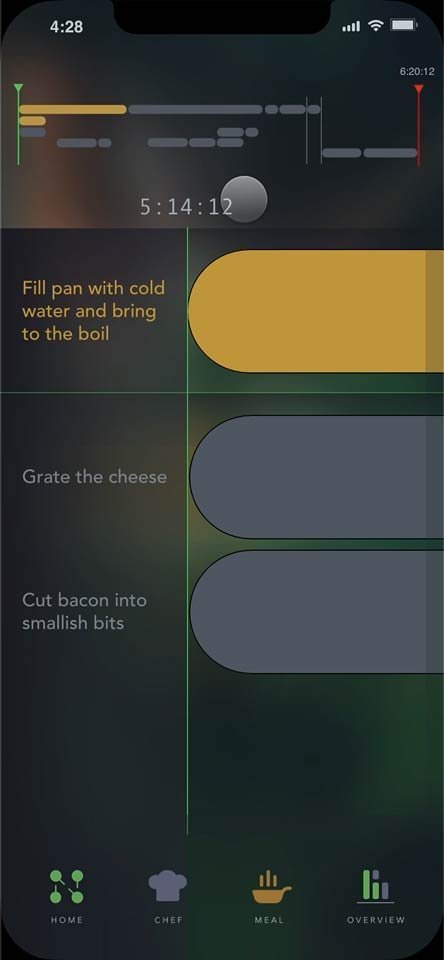 4:28
6:20:12
5:14:12
Fill pan with cold
water and bring
to the boil
Grate the cheese
Cut bacon into
smallish bits
HOME
CHEF
MEAL
OVERVIEW